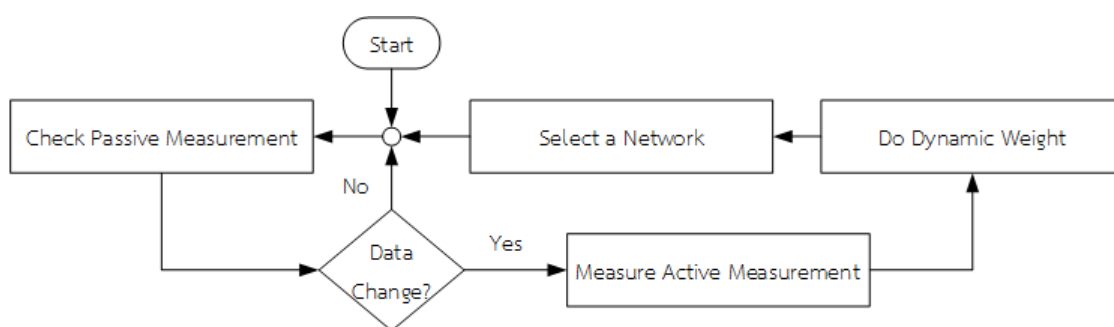 Start
Check Passive Measurement
Select a Network
Do Dynamic Weight
No
Data
Change?
Yes
Measure Active Measurement